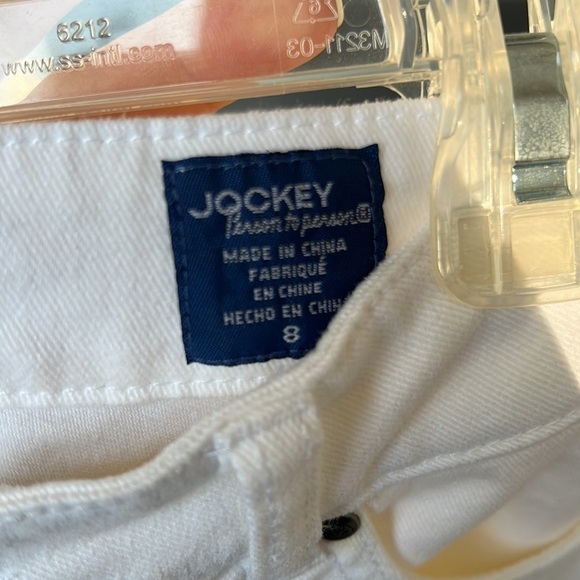 6212
www.ss-intl.com
M3211-03
JOCKEY
Person to person®
MADE IN CHINA
FABRIQUÉ
EN CHINE
HECHO EN CHIN
8